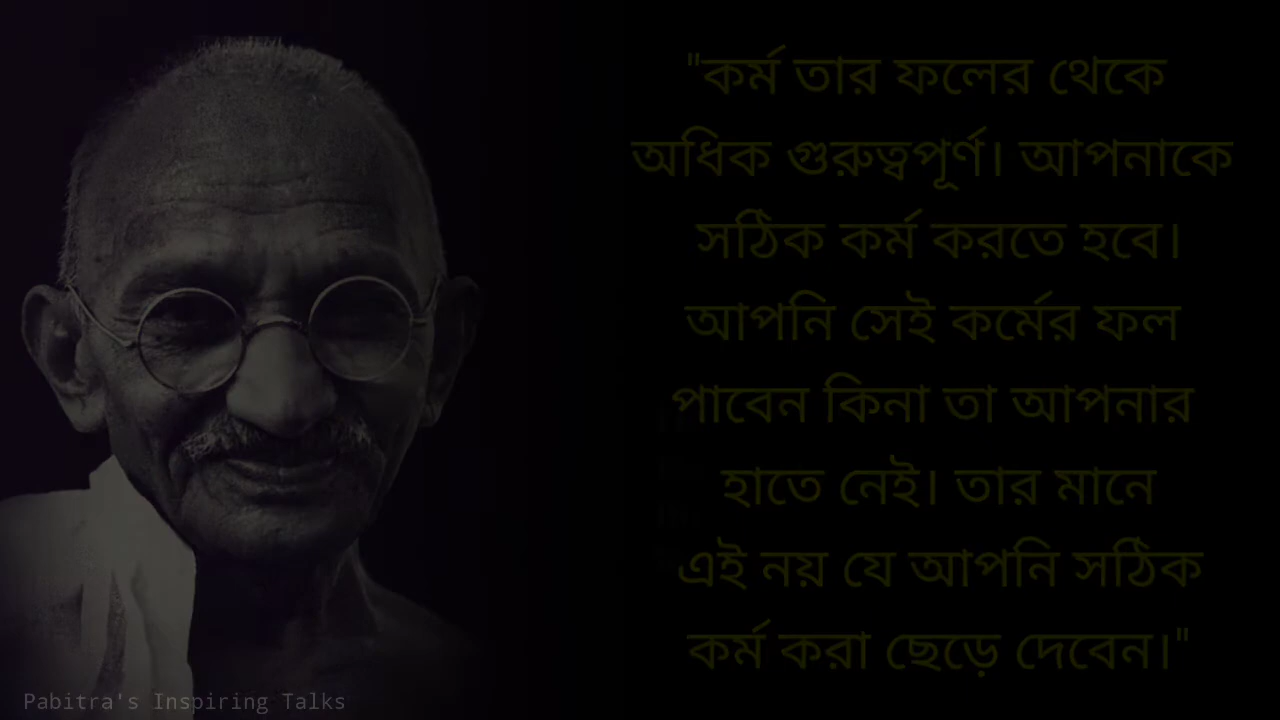 "কর্ম তার ফলের থেকে
অধিক গুরুত্বপূর্ণ। আপনাকে
সঠিক কর্ম করতে হবে।
আপনি সেই কর্মের ফল
পাবেন কিনা তা আপনার
হাতে নেই। তার মানে
এই নয় যে আপনি সঠিক
কর্ম করা ছেড়ে দেবেন।"
Pabitra's Inspiring Talks